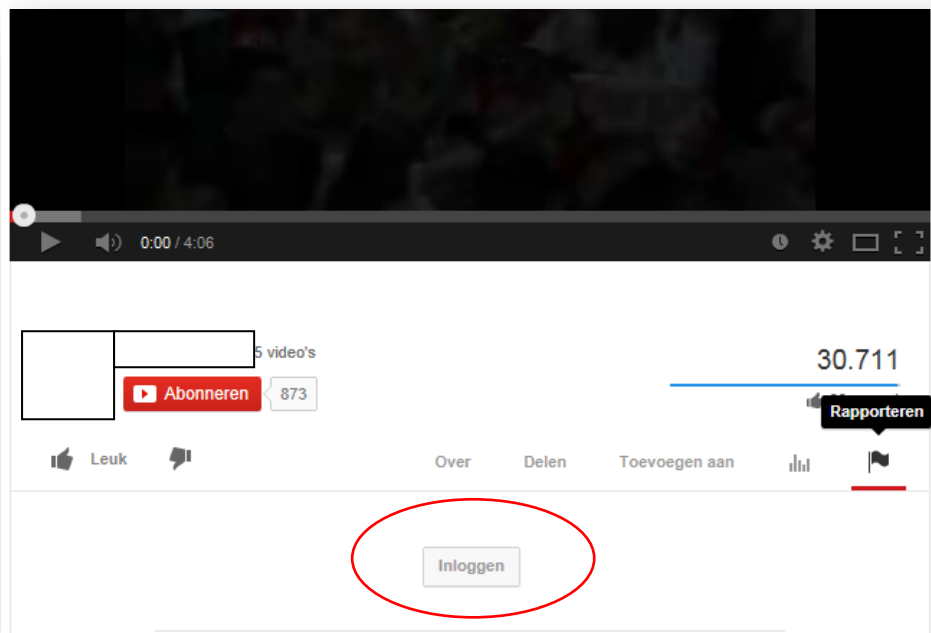 0:00 / 4:06
5 video's
30.711
Abonneren 873
Rapporteren
Leuk Over Delen Toevoegen aan
Inloggen